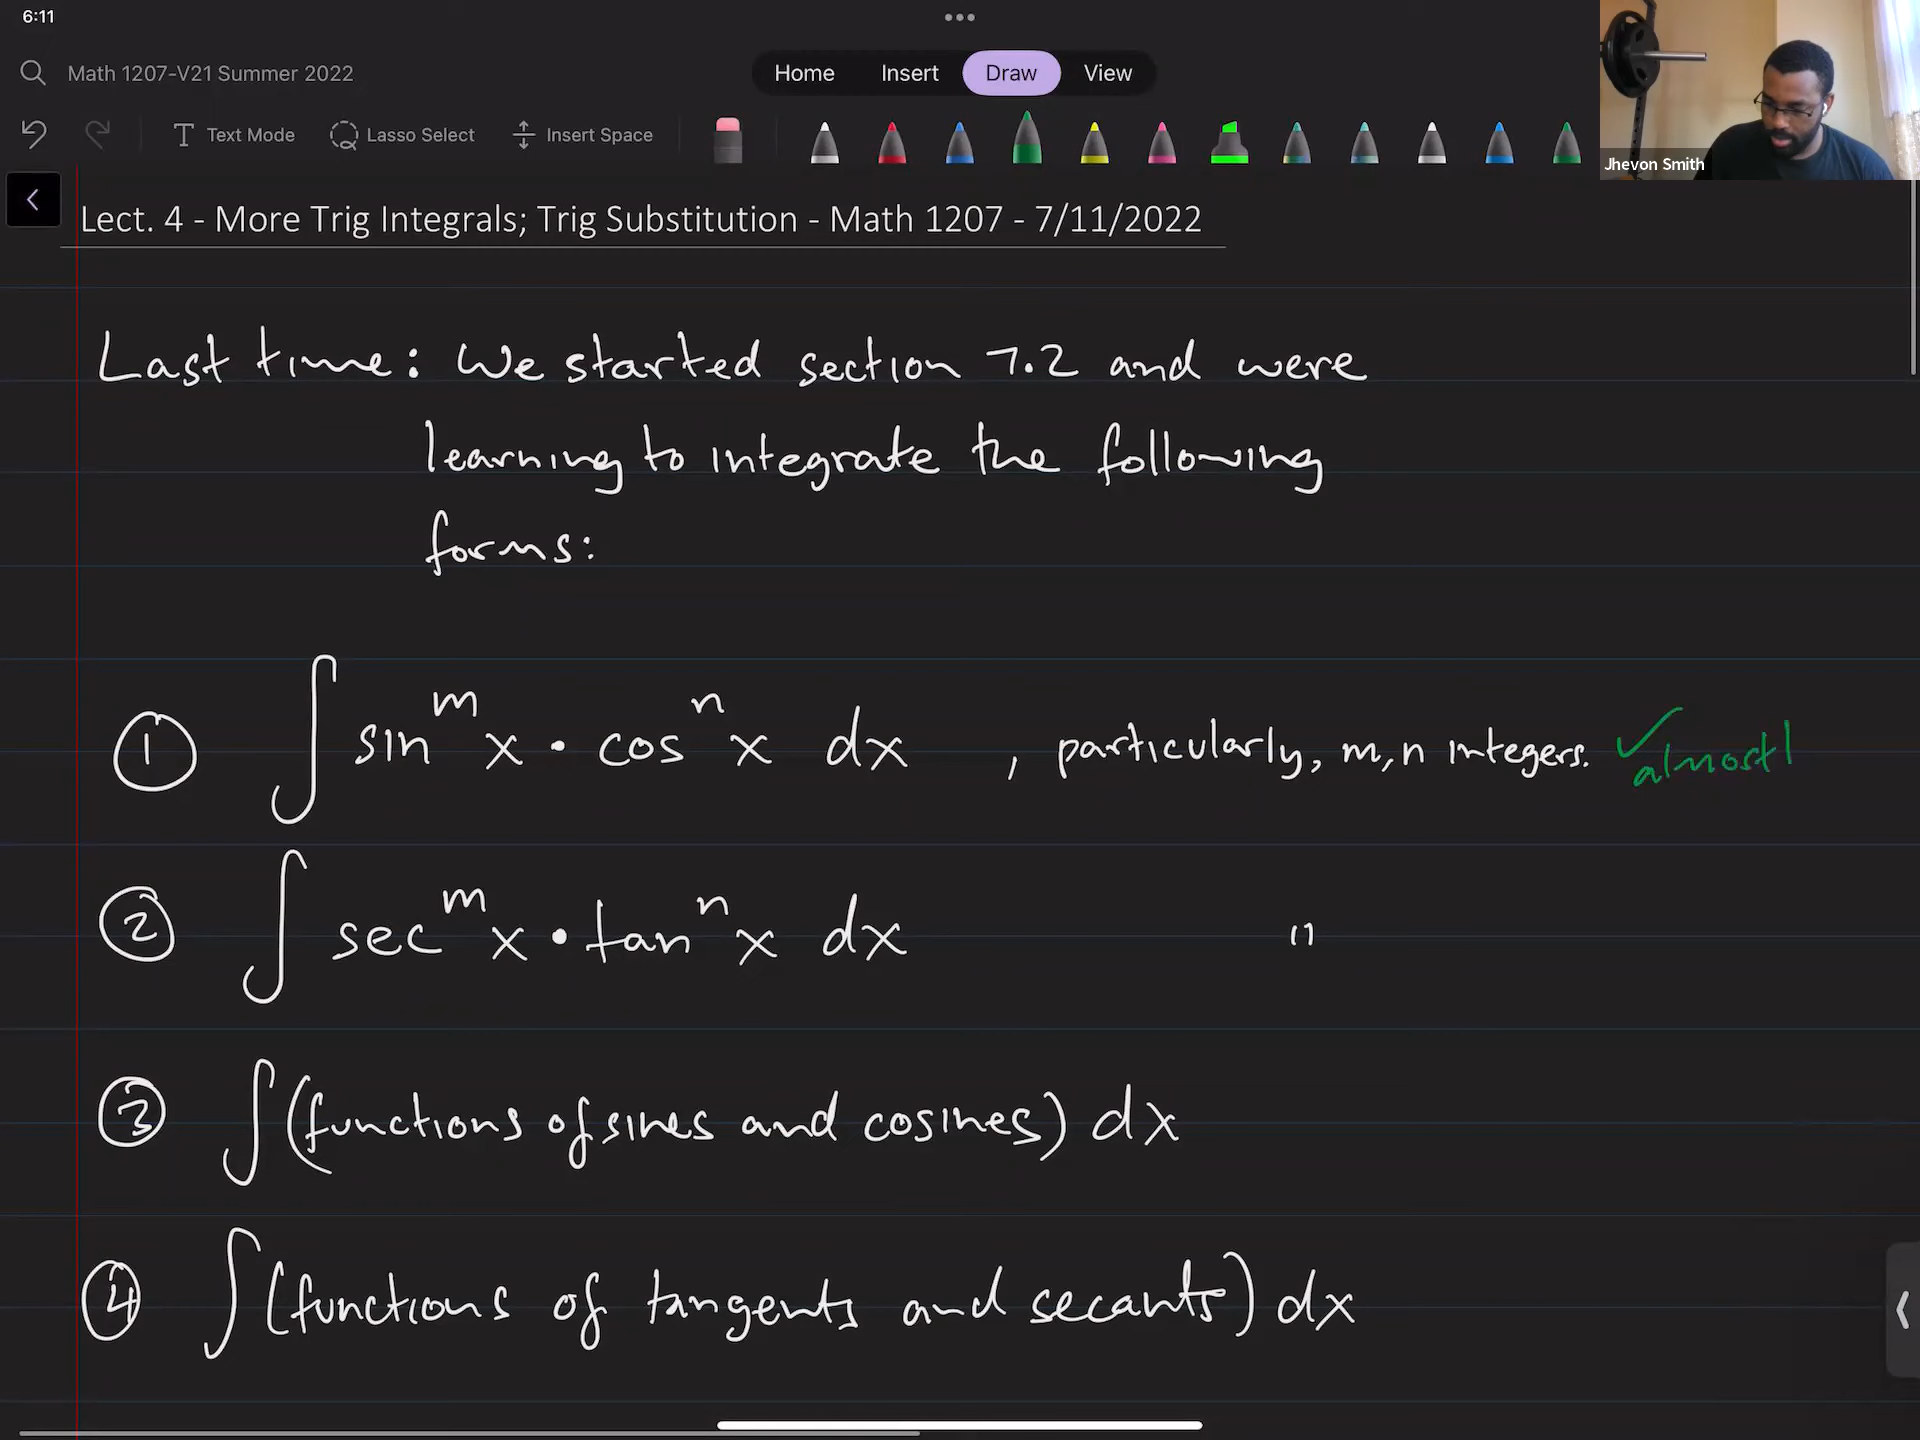 6:11
Math 1207-V21 Summer 2022
Home Insert Draw View
Text Mode Lasso Select Insert Space
Jhevon Smith
Lect. 4 - More Trig Integrals; Trig Substitution - Math 1207 - 7/11/2022
Last time: We started section 7.2 and were
learning to integrate the following
forms:
① ∫ sin^m x · cos^n x dx , particularly, m,n integers. ✓ almost!
② ∫ sec^m x · tan^n x dx "
③ ∫ (functions of sines and cosines) dx
④ ∫ (functions of tangents and secants) dx